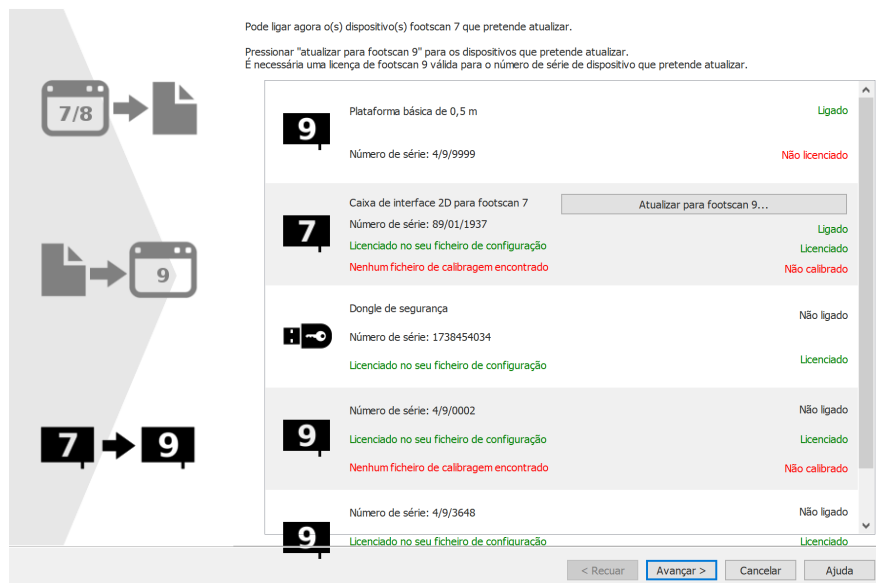 Pode ligar agora o(s) dispositivo(s) footscan 7 que pretende atualizar.
Pressionar "atualizar para footscan 9" para os dispositivos que pretende atualizar.
É necessária uma licença de footscan 9 válida para o número de série de dispositivo que pretende atualizar.
7/8
9
7
9
9
Plataforma básica de 0,5 m
Ligado
Número de série: 4/9/9999
Não licenciado
7
Caixa de interface 2D para footscan 7
Atualizar para footscan 9...
Número de série: 89/01/1937
Ligado
Licenciado no seu ficheiro de configuração
Licenciado
Nenhum ficheiro de calibragem encontrado
Não calibrado
Dongle de segurança
Não ligado
Número de série: 1738454034
Licenciado no seu ficheiro de configuração
Licenciado
9
Número de série: 4/9/0002
Não ligado
Licenciado no seu ficheiro de configuração
Licenciado
Nenhum ficheiro de calibragem encontrado
Não calibrado
9
Número de série: 4/9/3648
Não ligado
Licenciado no seu ficheiro de configuração
Licenciado
< Recuar
Avançar >
Cancelar
Ajuda